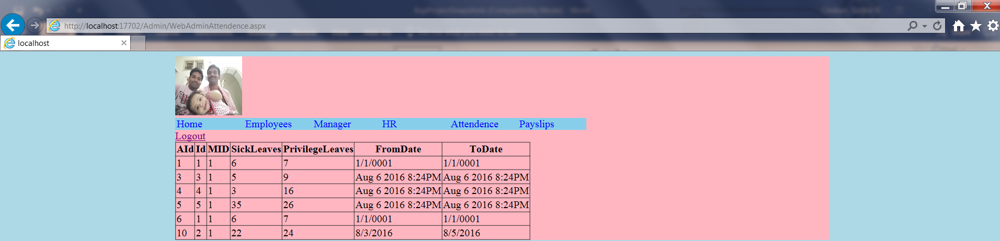 http://localhost:17702/Admin/WebAdminAttendence.aspx
localhost
Home Employees Manager HR Attendence Payslips
Logout
AId Id MID SickLeaves PrivilegeLeaves FromDate ToDate
1 1 1 6 7 1/1/0001 1/1/0001
3 3 1 5 9 Aug 6 2016 8:24PM Aug 6 2016 8:24PM
4 4 1 3 16 Aug 6 2016 8:24PM Aug 6 2016 8:24PM
5 5 1 35 26 Aug 6 2016 8:24PM Aug 6 2016 8:24PM
6 1 1 6 7 1/1/0001 1/1/0001
10 2 1 22 24 8/3/2016 8/5/2016